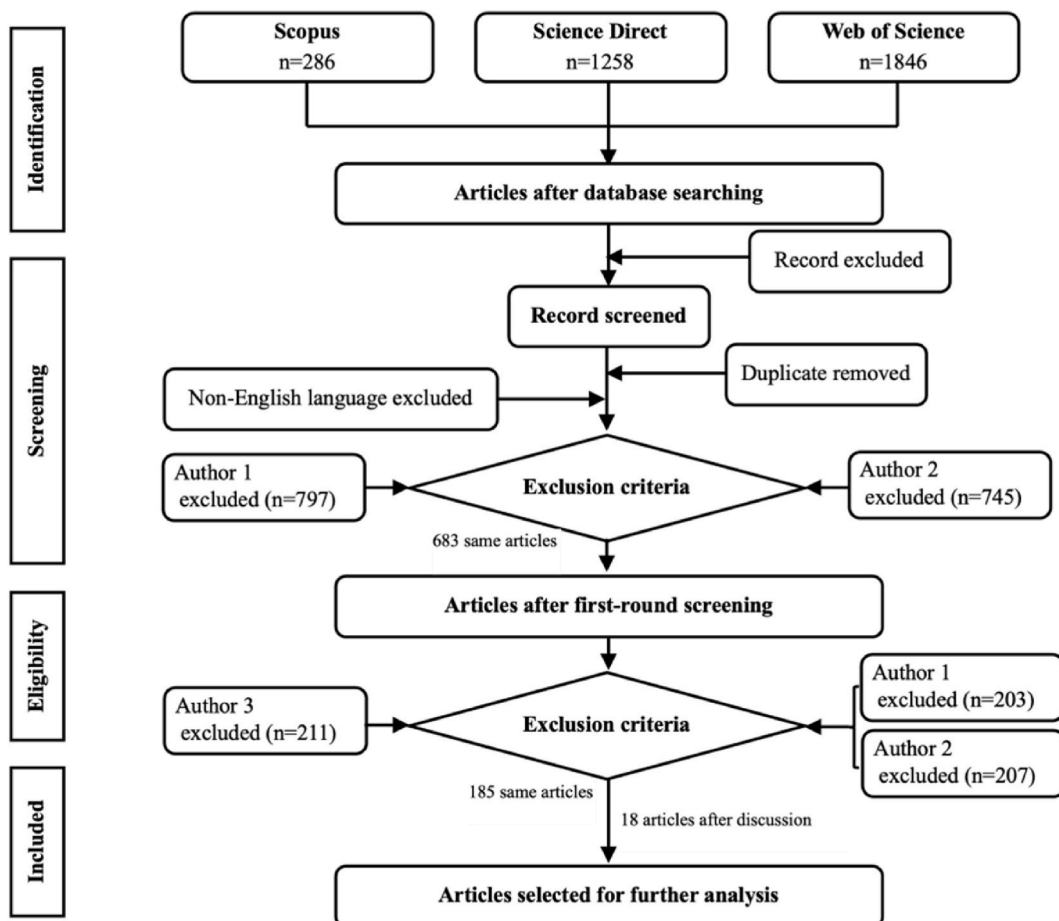 Identification
Scopus
n=286
Science Direct
n=1258
Web of Science
n=1846
Articles after database searching
Screening
Record excluded
Record screened
Duplicate removed
Non-English language excluded
Author 1
excluded (n=797)
Exclusion criteria
Author 2
excluded (n=745)
683 same articles
Eligibility
Articles after first-round screening
Author 3
excluded (n=211)
Exclusion criteria
Author 1
excluded (n=203)
Author 2
excluded (n=207)
Included
185 same articles
18 articles after discussion
Articles selected for further analysis